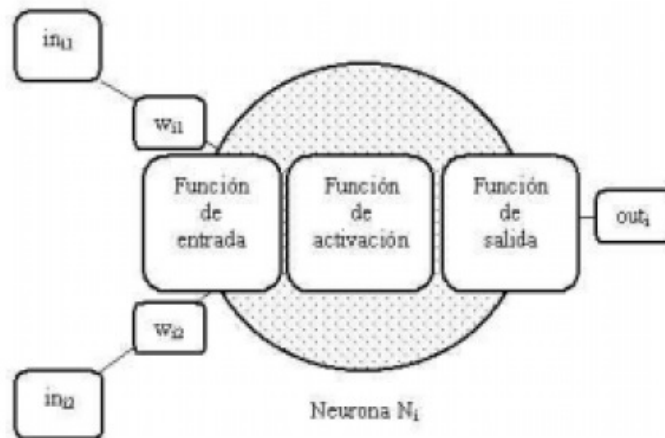 in_i1
w_i1
Función
de
entrada
Función
de
activación
Función
de
salida
out_i
w_i2
in_i2
Neurona N_i